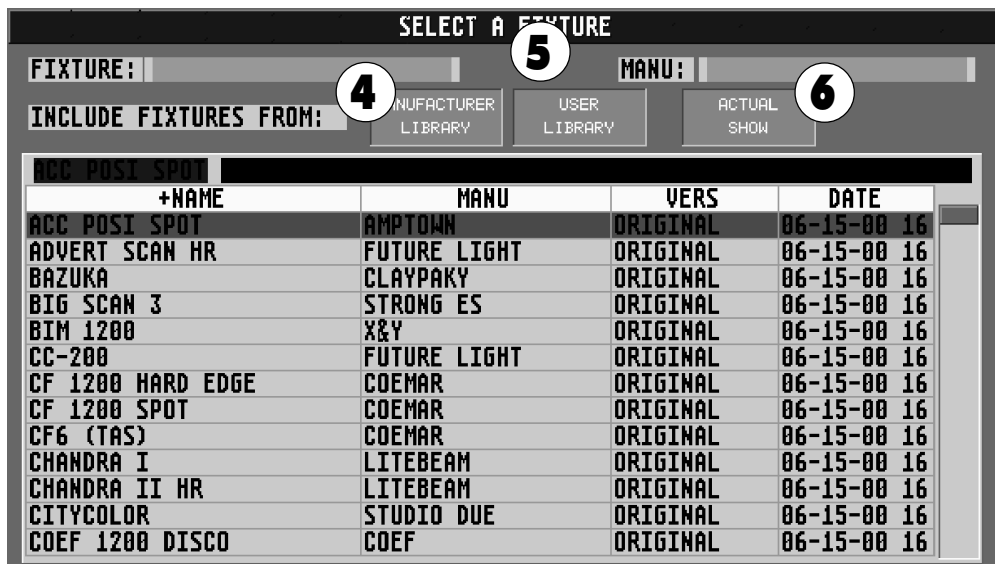 SELECT A FIXTURE
5
FIXTURE: MANU:
4 6
INCLUDE FIXTURES FROM: MANUFACTURER LIBRARY USER LIBRARY ACTUAL SHOW
ACC POSI SPOT
+NAME MANU VERS DATE
ACC POSI SPOT AMPTOWN ORIGINAL 06-15-00 16
ADVERT SCAN HR FUTURE LIGHT ORIGINAL 06-15-00 16
BAZUKA CLAYPAKY ORIGINAL 06-15-00 16
BIG SCAN 3 STRONG ES ORIGINAL 06-15-00 16
BIM 1200 X&Y ORIGINAL 06-15-00 16
CC-200 FUTURE LIGHT ORIGINAL 06-15-00 16
CF 1200 HARD EDGE COEMAR ORIGINAL 06-15-00 16
CF 1200 SPOT COEMAR ORIGINAL 06-15-00 16
CF6 (TAS) COEMAR ORIGINAL 06-15-00 16
CHANDRA I LITEBEAM ORIGINAL 06-15-00 16
CHANDRA II HR LITEBEAM ORIGINAL 06-15-00 16
CITYCOLOR STUDIO DUE ORIGINAL 06-15-00 16
COEF 1200 DISCO COEF ORIGINAL 06-15-00 16